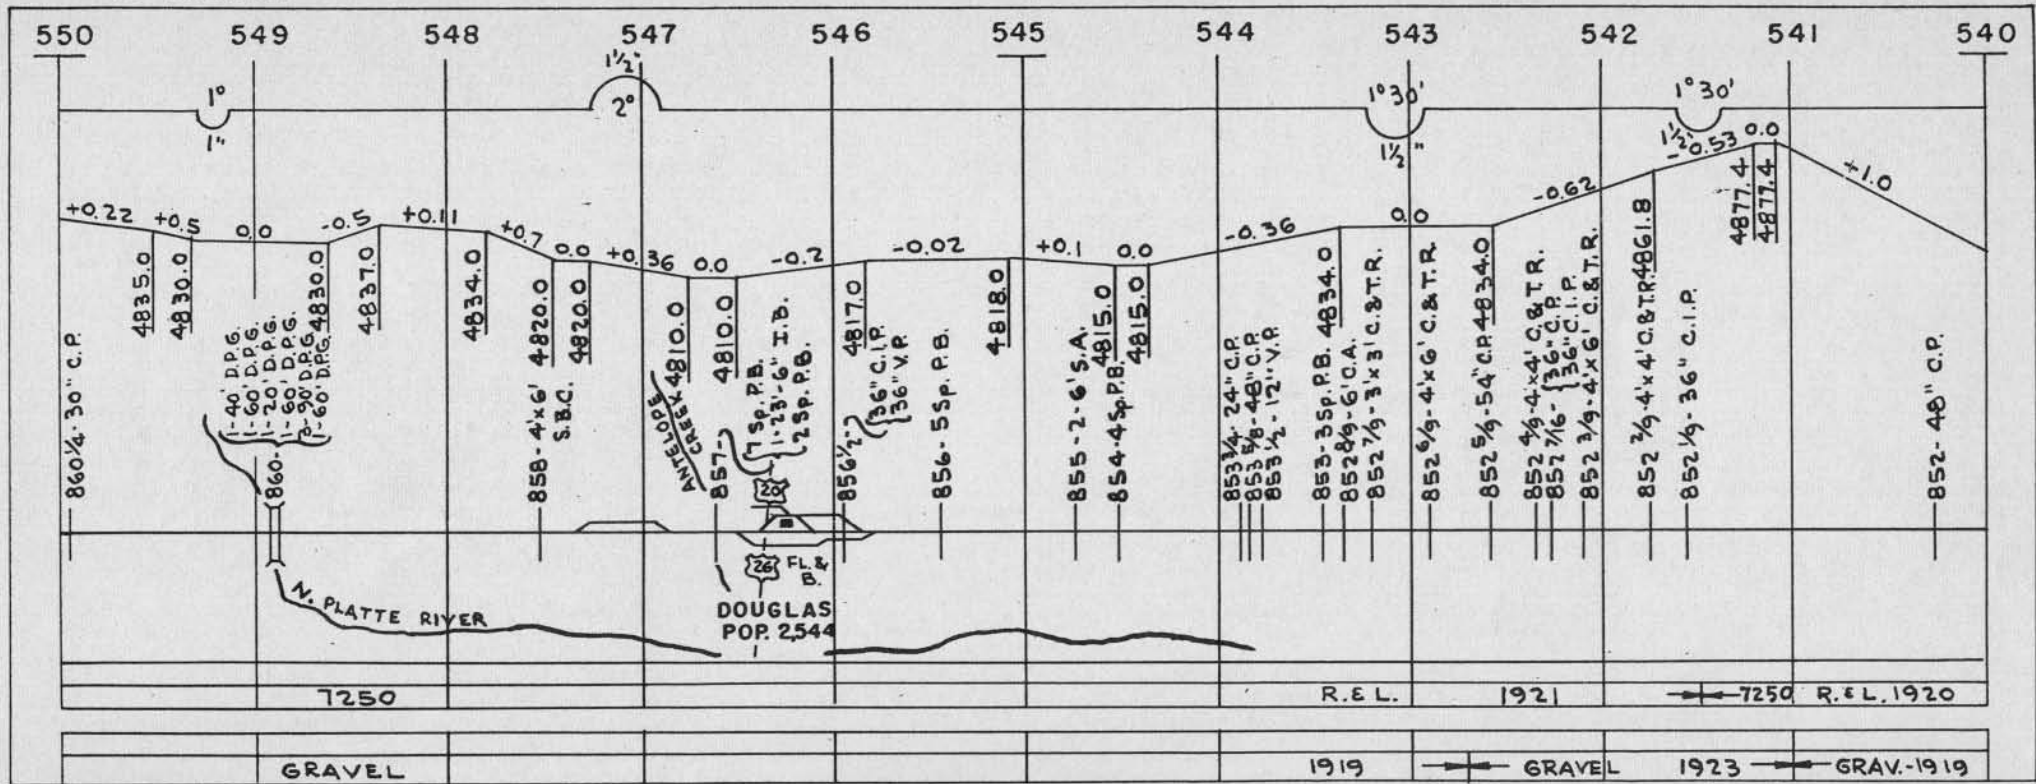 550 549 548 547 546 545 544 543 542 541 540
1°
1"
1½"
2°
1°30'
1½"
1°30'
1½"
+0.22
+0.5
0.0
-0.5
+0.11
+0.7
0.0
+0.36
0.0
-0.2
-0.02
+0.1
0.0
-0.36
0.0
-0.62
-0.53
0.0
+1.0
4835.0
4830.0
4830.0
4837.0
4834.0
4820.0
4820.0
4810.0
4810.0
4817.0
4818.0
4815.0
4815.0
4834.0
4834.0
4861.8
4877.4
4877.4
860¼-30" C.P.
1-40' D.P.G.
1-60' D.P.G.
1-20' D.P.G.
1-60' D.P.G.
8-90' D.P.G.
1-60' D.P.G.
860-
858-4'x6'
S.B.C.
ANTELOPE
CREEK
857-
7 Sp. P.B.
1-23'-6" I.B.
2 Sp. P.B.
856½-
36" C.I.P.
36" V.P.
856-5 Sp. P.B.
855-2-6' S.A.
854-4 Sp. P.B.
853¾-24" C.P.
853⅝-48" C.P.
853½-12" V.P.
853-3 Sp. P.B.
852 8/9-6' C.A.
852 7/9-3'x3' C.&T.R.
852 6/9-4'x6' C.&T.R.
852 5/9-54" C.P.
852 4/9-4'x4' C.&T.R.
852 7/16-
36" C.P.
36" C.I.P.
852 3/9-4'x6' C.&T.R.
852 2/9-4'x4' C.&T.R.
852 1/9-36" C.I.P.
852-48" C.P.
26
FL. &
B.
DOUGLAS
POP. 2,544
N. PLATTE RIVER
7250 R.&L. 1921 7250 R.&L. 1920
GRAVEL 1919 GRAVEL 1923 GRAV.-1919